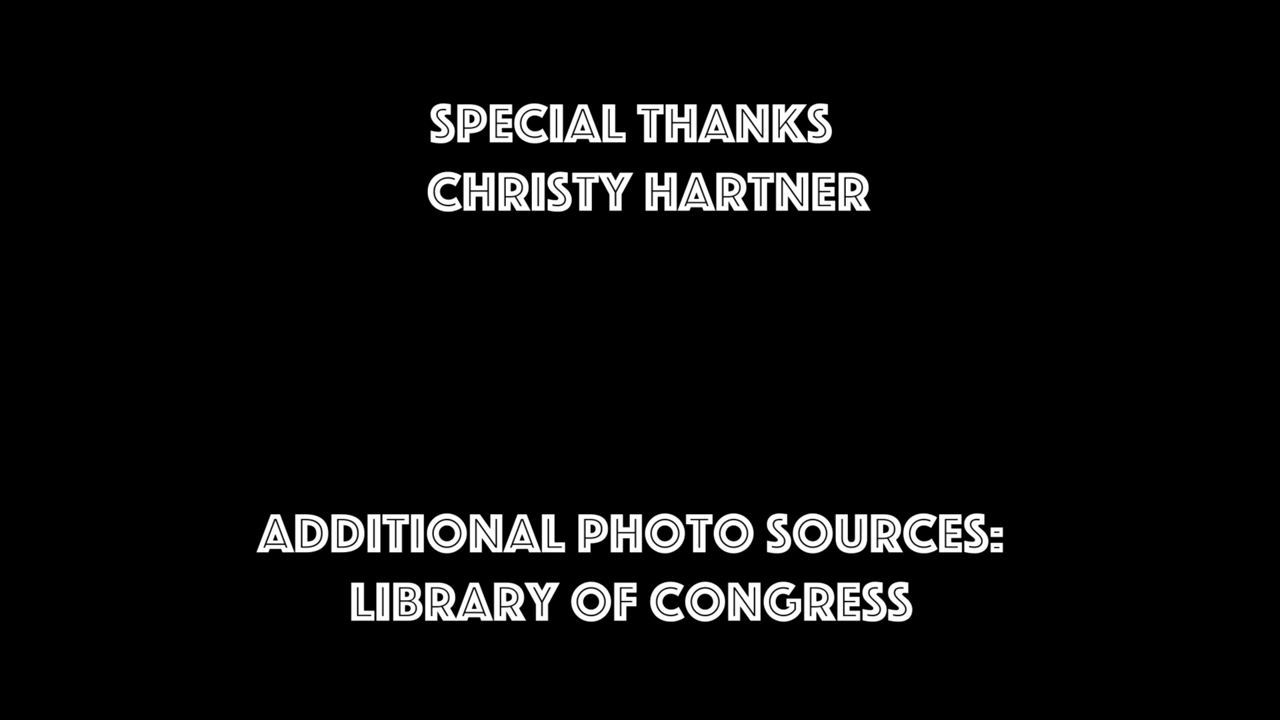 SPECIAL THANKS
CHRISTY HARTNER
ADDITIONAL PHOTO SOURCES:
LIBRARY OF CONGRESS